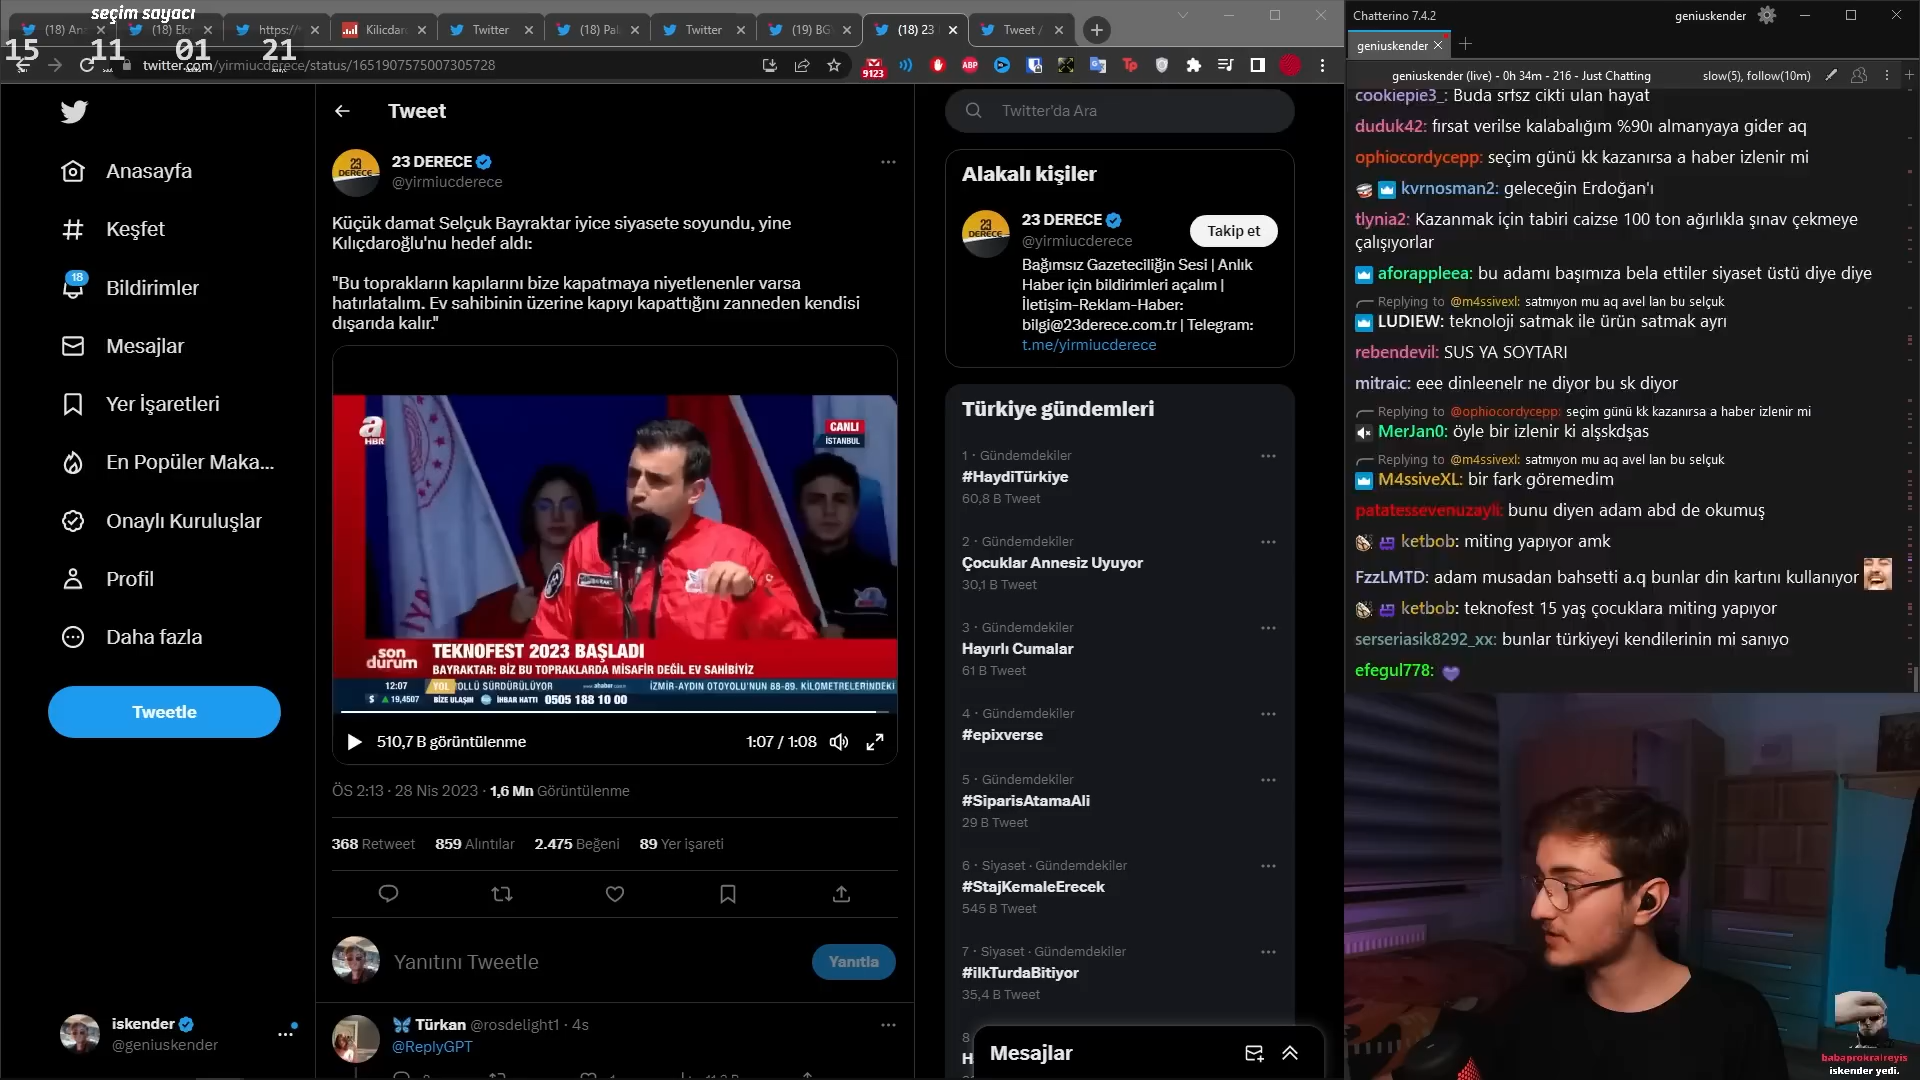 seçim sayacı
15 11 01 21
(18) An
(18) Ekr
https://
Kilicdar
Twitter
(18) Pal
Twitter
(19) BG
(18) 23
Tweet /
twitter.com/yirmiucderece/status/1651907575007305728
9123
ABP
Tp
Anasayfa
Keşfet
18
Bildirimler
Mesajlar
Yer İşaretleri
En Popüler Maka...
Onaylı Kuruluşlar
Profil
Daha fazla
Tweetle
iskender
@geniuskender
Tweet
23 DERECE
@yirmiucderece
Küçük damat Selçuk Bayraktar iyice siyasete soyundu, yine
Kılıçdaroğlu'nu hedef aldı:
"Bu toprakların kapılarını bize kapatmaya niyetlenenler varsa
hatırlatalım. Ev sahibinin üzerine kapıyı kapattığını zanneden kendisi
dışarıda kalır."
a HBR
CANLI
İSTANBUL
son durum
TEKNOFEST 2023 BAŞLADI
BAYRAKTAR: BİZ BU TOPRAKLARDA MİSAFİR DEĞİL EV SAHİBİYİZ
12:07 YOL ROLLÜ SÜRDÜRÜLÜYOR www.ahaber.com.tr İZMİR-AYDIN OTOYOLU'NUN 88-89. KİLOMETRELERİNDEKİ
$ 19,4507 BİZE ULAŞIN İHBAR HATTI 0505 188 10 00
510,7 B görüntülenme
1:07 / 1:08
ÖS 2:13 · 28 Nis 2023 · 1,6 Mn Görüntülenme
368 Retweet 859 Alıntılar 2.475 Beğeni 89 Yer işareti
Yanıtını Tweetle
Yanıtla
Türkan @rosdelight1 · 4s
@ReplyGPT
Twitter'da Ara
Alakalı kişiler
23 DERECE
@yirmiucderece
Takip et
Bağımsız Gazeteciliğin Sesi | Anlık
Haber için bildirimleri açalım |
İletişim-Reklam-Haber:
bilgi@23derece.com.tr | Telegram:
t.me/yirmiucderece
Türkiye gündemleri
1 · Gündemdekiler
#HaydiTürkiye
60,8 B Tweet
2 · Gündemdekiler
Çocuklar Annesiz Uyuyor
30,1 B Tweet
3 · Gündemdekiler
Hayırlı Cumalar
61 B Tweet
4 · Gündemdekiler
#epixverse
5 · Gündemdekiler
#SiparisAtamaAli
29 B Tweet
6 · Siyaset · Gündemdekiler
#StajKemaleErecek
545 B Tweet
7 · Siyaset · Gündemdekiler
#ilkTurdaBitiyor
35,4 B Tweet
8
Mesajlar
Chatterino 7.4.2
geniuskender
geniuskender
geniuskender (live) - 0h 34m - 216 - Just Chatting
slow(5), follow(10m)
cookiepie3_: Buda srfsz cikti ulan hayat
duduk42: fırsat verilse kalabalığım %90ı almanyaya gider aq
ophiocordycepp: seçim günü kk kazanırsa a haber izlenir mi
kvrnosman2: geleceğin Erdoğan'ı
tlynia2: Kazanmak için tabiri caizse 100 ton ağırlıkla şınav çekmeye
çalışıyorlar
aforappleea: bu adamı başımıza bela ettiler siyaset üstü diye diye
Replying to @m4ssivexl: satmıyon mu aq avel lan bu selçuk
LUDIEW: teknoloji satmak ile ürün satmak ayrı
rebendevil: SUS YA SOYTARI
mitraic: eee dinleenelr ne diyor bu sk diyor
Replying to @ophiocordycepp: seçim günü kk kazanırsa a haber izlenir mi
MerJan0: öyle bir izlenir ki alşskdşas
Replying to @m4ssivexl: satmıyon mu aq avel lan bu selçuk
M4ssiveXL: bir fark göremedim
patatessevenuzayli: bunu diyen adam abd de okumuş
ketbob: miting yapıyor amk
FzzLMTD: adam musadan bahsetti a.q bunlar din kartını kullanıyor
ketbob: teknofest 15 yaş çocuklara miting yapıyor
serseriasik8292_xx: bunlar türkiyeyi kendilerinin mi sanıyo
efegul778:
babaprokralreyis
iskender yedi.